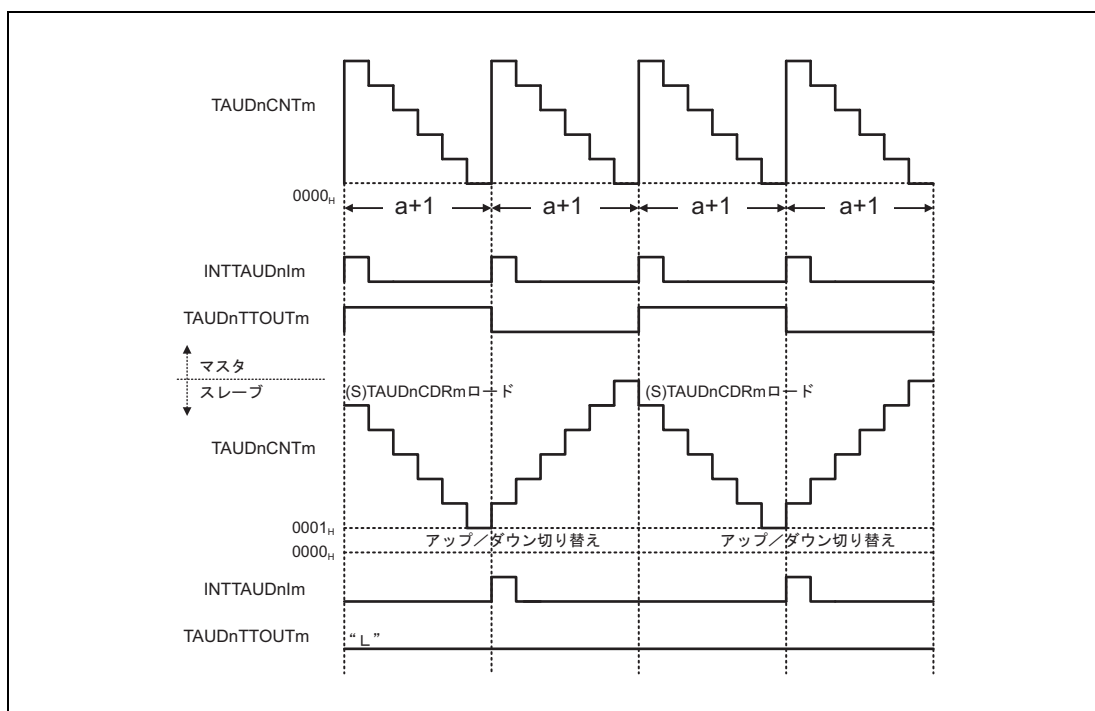 TAUDnCNTm
0000H
a+1 a+1 a+1 a+1
INTTAUDnIm
TAUDnTTOUTm
マスタ
スレーブ
(S)TAUDnCDRmロード (S)TAUDnCDRmロード
TAUDnCNTm
0001H
アップ／ダウン切り替え アップ／ダウン切り替え
0000H
INTTAUDnIm
TAUDnTTOUTm
“L”